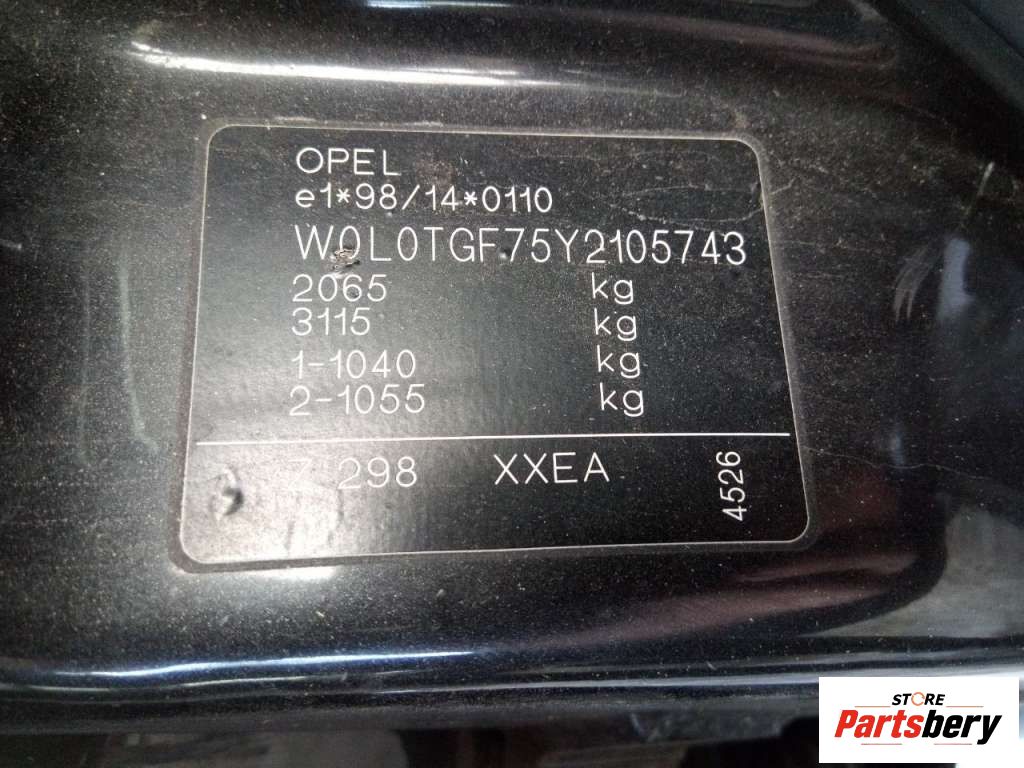 OPEL
e1*98/14*0110
W0L0TGF75Y2105743
2065 kg
3115 kg
1-1040 kg
2-1055 kg
Z 298 XXEA
4526
STORE
Partsbery